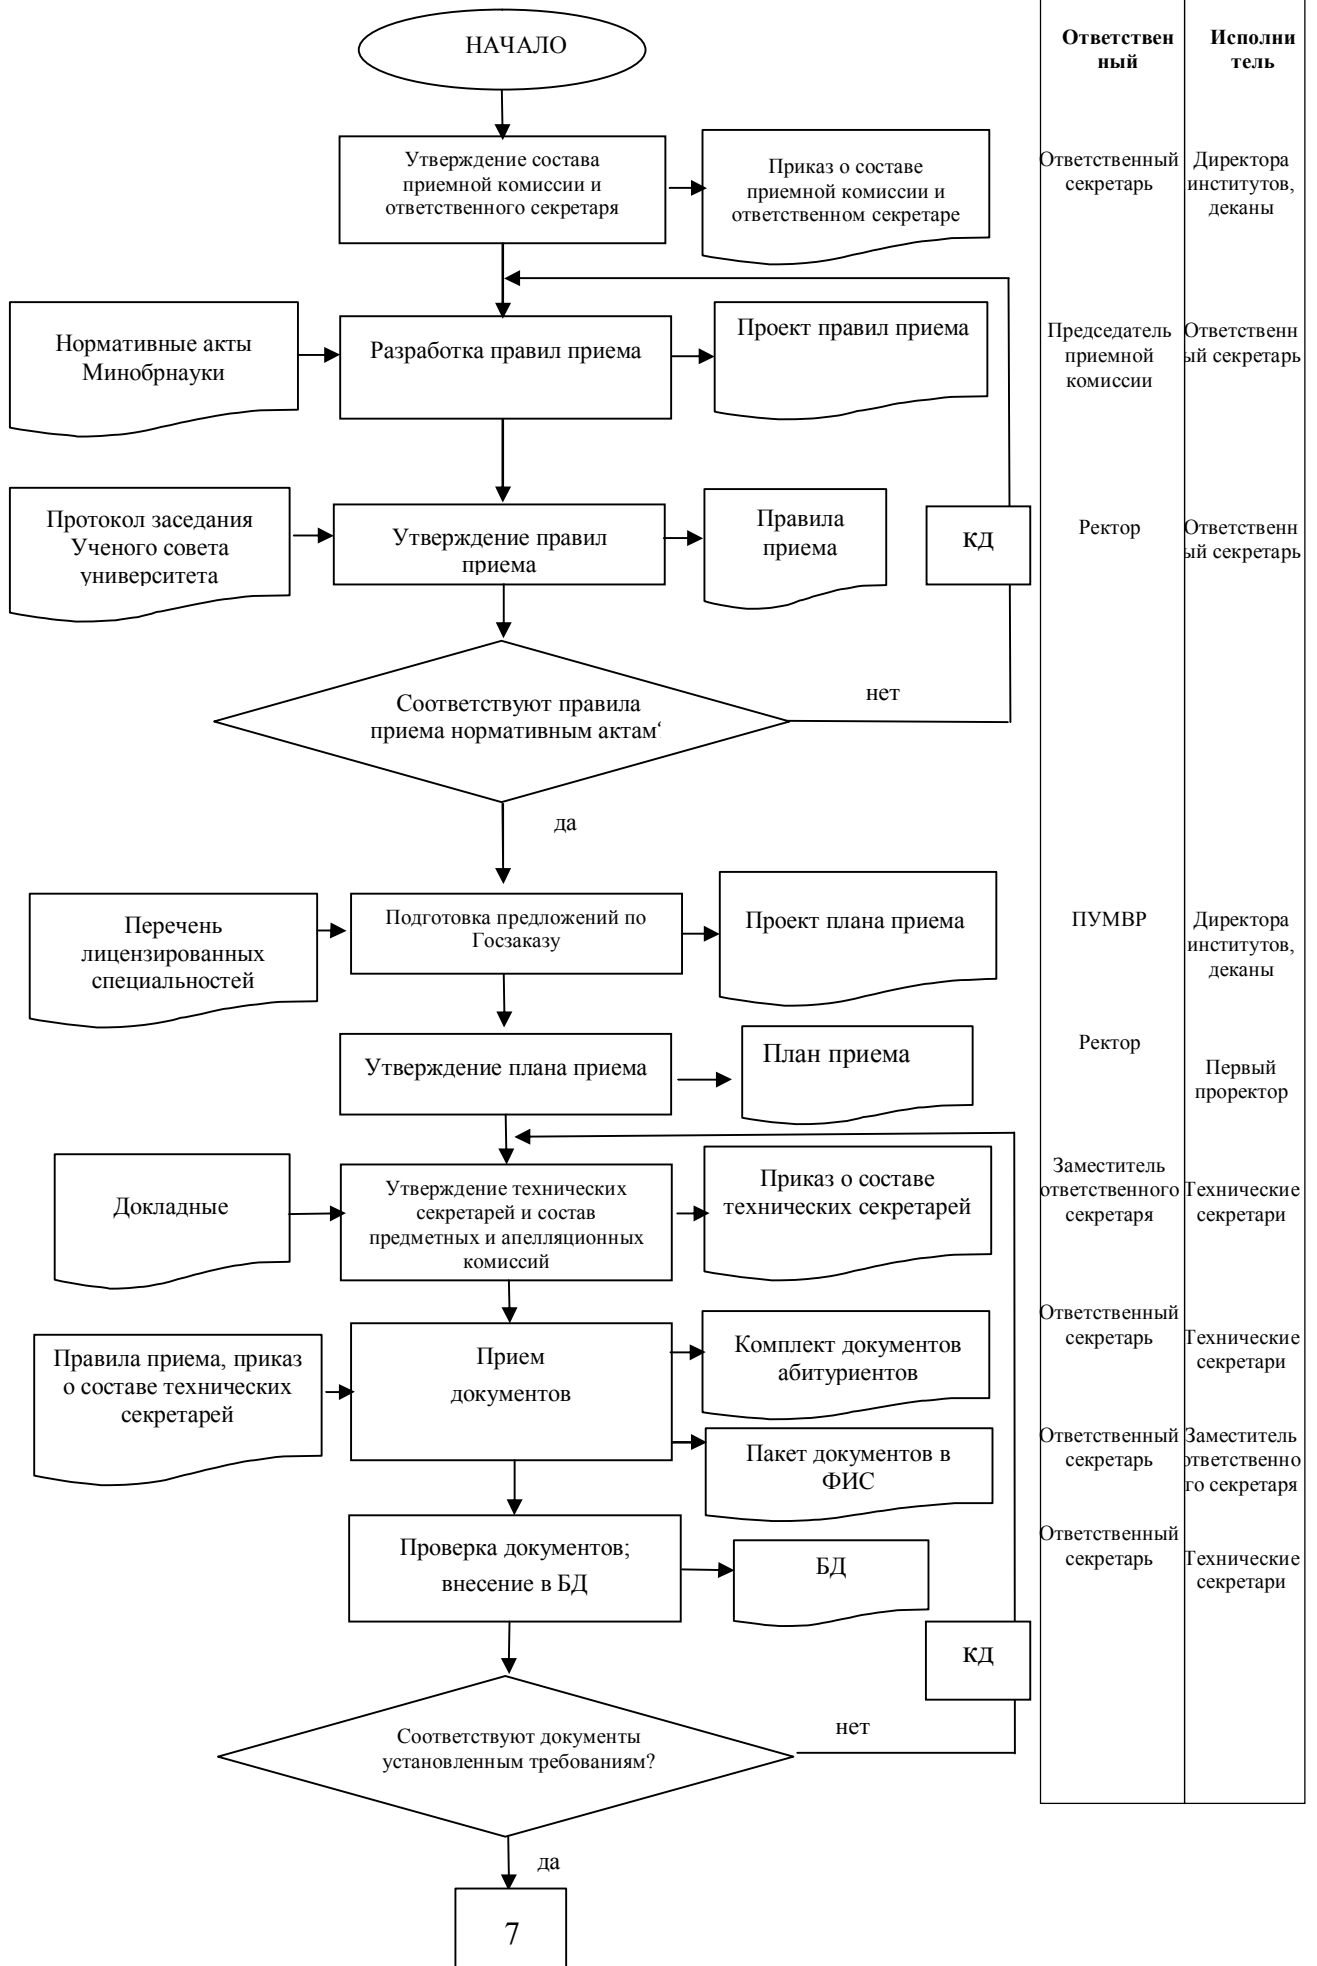 НАЧАЛО
Ответствен
ный
Исполни
тель
Утверждение состава
приемной комиссии и
ответственного секретаря
Приказ о составе
приемной комиссии и
ответственном секретаре
Ответственный
секретарь
Директора
институтов,
деканы
Нормативные акты
Минобрнауки
Разработка правил приема
Проект правил приема
Председатель
приемной
комиссии
Ответственн
ый секретарь
Протокол заседания
Ученого совета
университета
Утверждение правил
приема
Правила
приема
КД
Ректор
Ответственн
ый секретарь
Соответствуют правила
приема нормативным актам?
нет
да
Перечень
лицензированных
специальностей
Подготовка предложений по
Госзаказу
Проект плана приема
ПУМВР
Директора
институтов,
деканы
Утверждение плана приема
План приема
Ректор
Первый
проректор
Докладные
Утверждение технических
секретарей и состав
предметных и апелляционных
комиссий
Приказ о составе
технических секретарей
Заместитель
ответственного
секретаря
Технические
секретари
Правила приема, приказ
о составе технических
секретарей
Прием
документов
Комплект документов
абитуриентов
Ответственный
секретарь
Технические
секретари
Пакет документов в
ФИС
Ответственный
секретарь
Заместитель
ответственно
го секретаря
Проверка документов;
внесение в БД
БД
Ответственный
секретарь
Технические
секретари
КД
Соответствуют документы
установленным требованиям?
нет
да
7